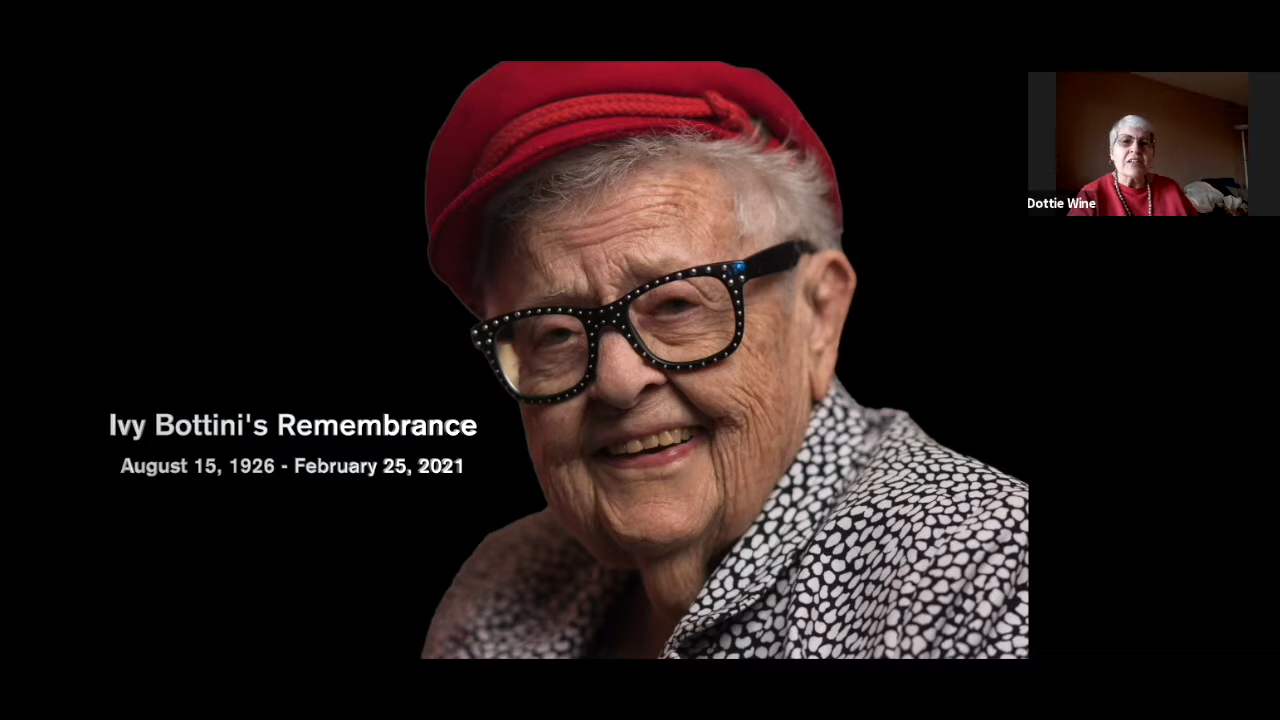 Dottie Wine
Ivy Bottini's Remembrance
August 15, 1926 - February 25, 2021